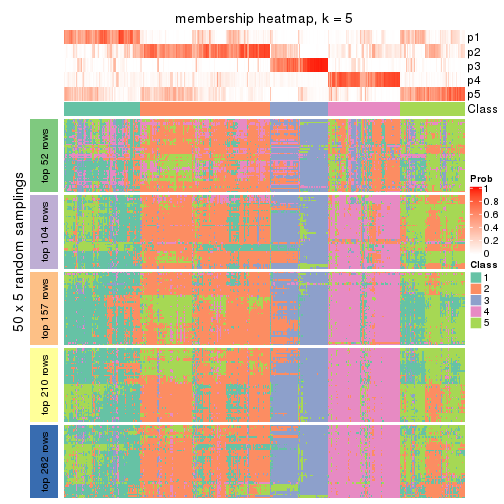 membership heatmap, k = 5
p1
p2
p3
p4
p5
Class
50 x 5 random samplings
top 52 rows
top 104 rows
top 157 rows
top 210 rows
top 262 rows
Prob
1
0.8
0.6
0.4
0.2
0
Class
1
2
3
4
5